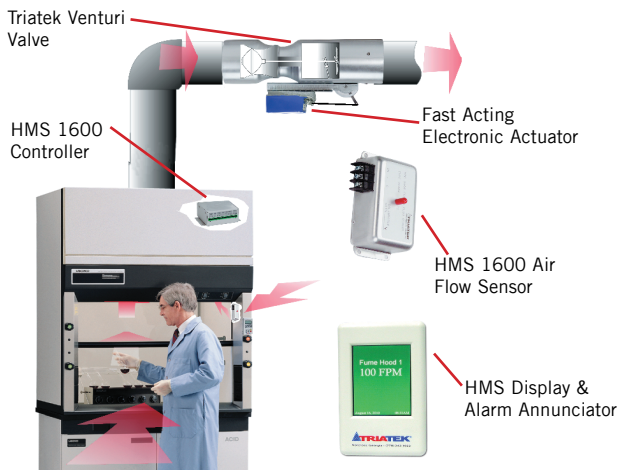 Triatek Venturi
Valve
HMS 1600
Controller
Fast Acting
Electronic Actuator
HMS 1600 Air
Flow Sensor
Fume Hood 1
100 FPM
TRIATEK
HMS Display &
Alarm Annunciator
ACID